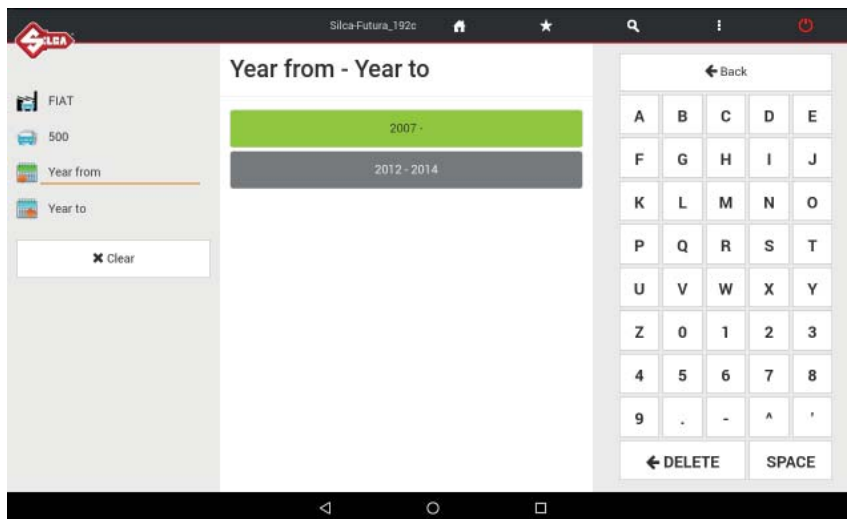 SILCA
Silca-Futura_192c
FIAT
500
Year from
Year to
Clear
Year from - Year to
2007 -
2012 - 2014
Back
A B C D E
F G H I J
K L M N O
P Q R S T
U V W X Y
Z 0 1 2 3
4 5 6 7 8
9 . - ^ '
DELETE SPACE